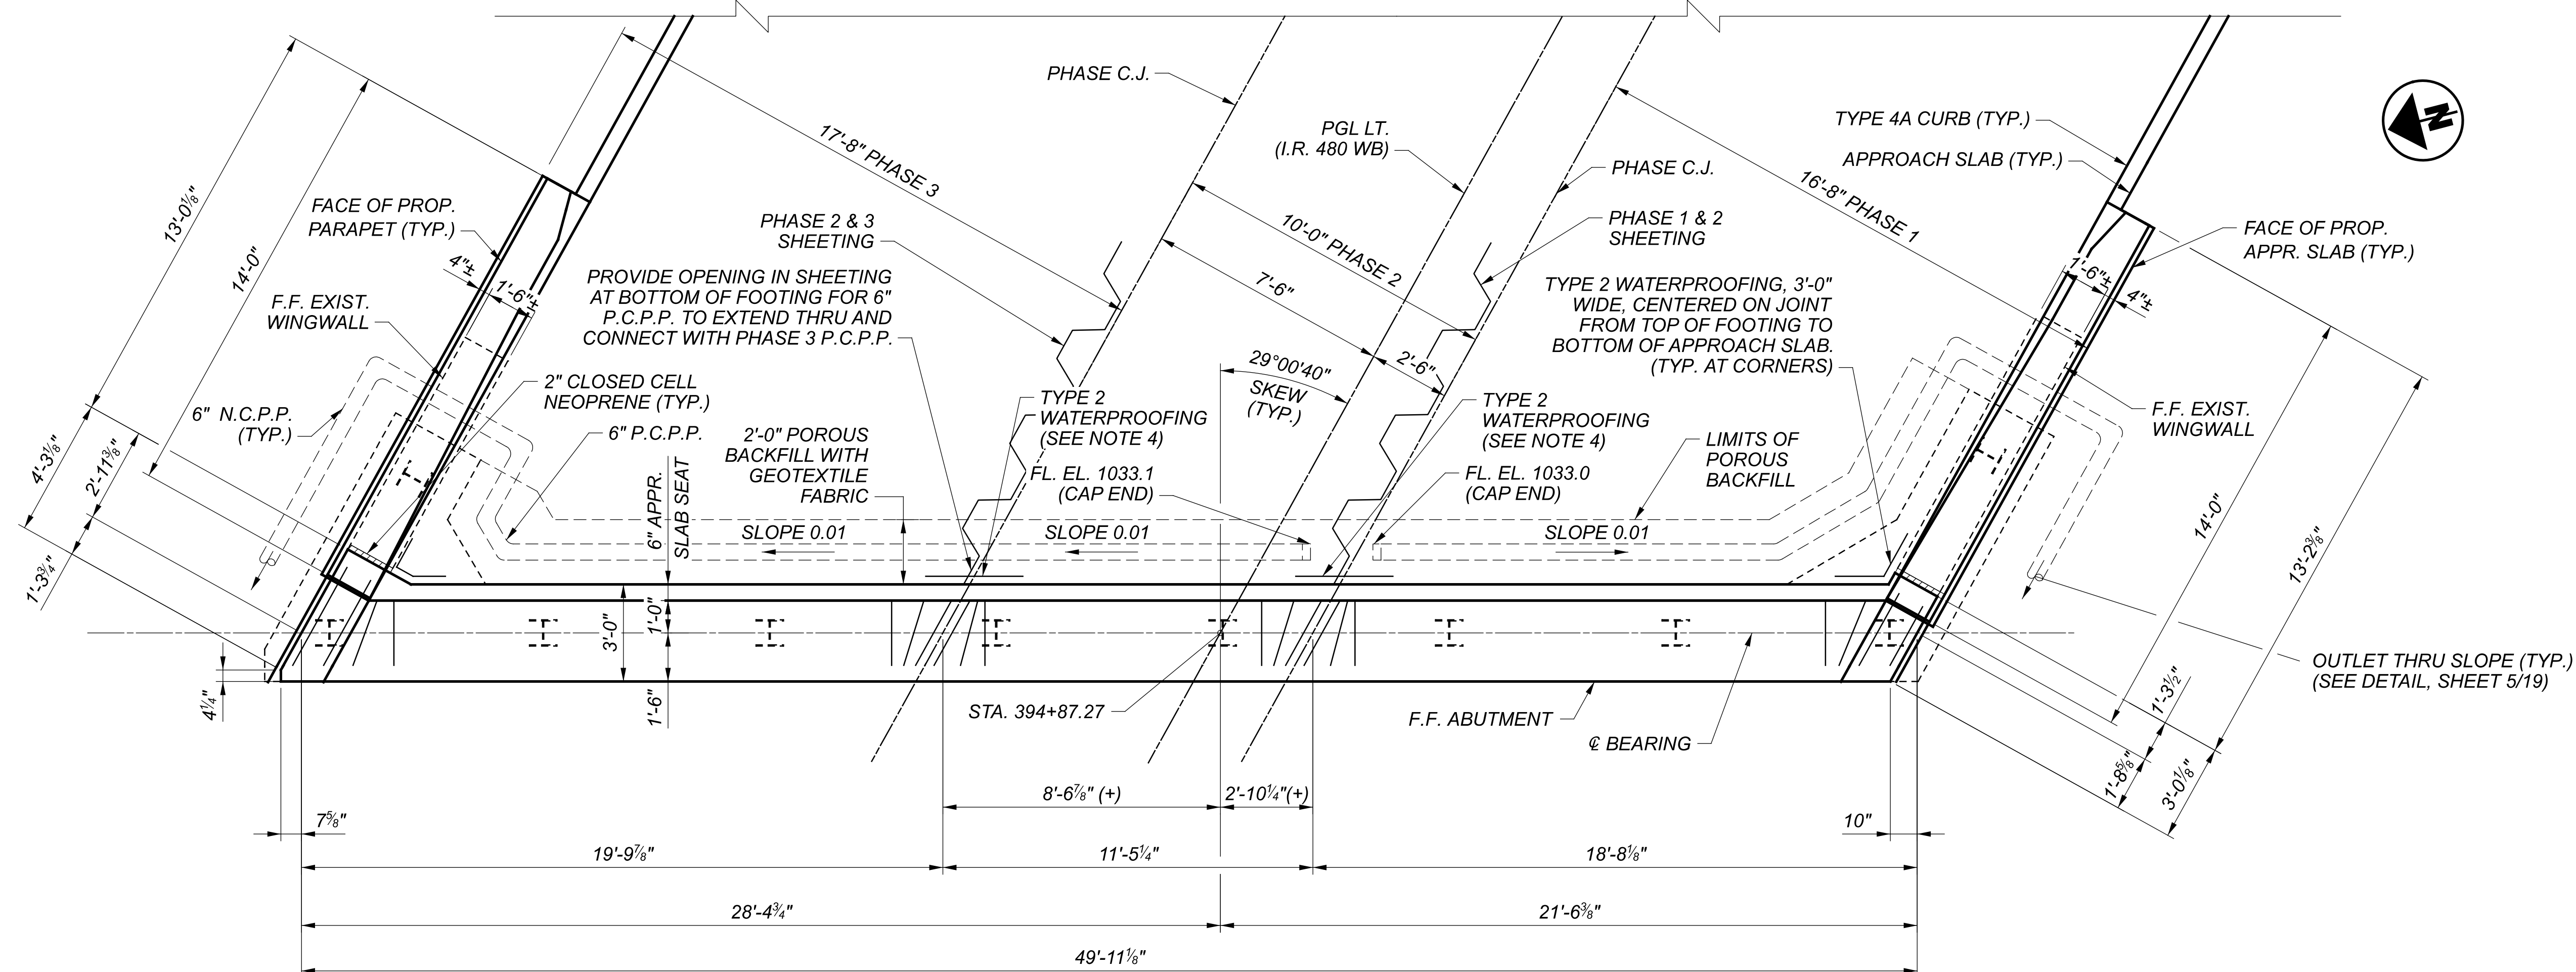 PHASE C.J.
17'-8" PHASE 3
PGL LT.
(I.R. 480 WB)
PHASE C.J.
TYPE 4A CURB (TYP.)
APPROACH SLAB (TYP.)
N
16'-8" PHASE 1
10'-0" PHASE 2
7'-6"
2'-6"
13'-0⅛"
14'-0"
FACE OF PROP.
PARAPET (TYP.)
4"±
1'-6"±
F.F. EXIST.
WINGWALL
PHASE 2 & 3
SHEETING
PROVIDE OPENING IN SHEETING
AT BOTTOM OF FOOTING FOR 6"
P.C.P.P. TO EXTEND THRU AND
CONNECT WITH PHASE 3 P.C.P.P.
PHASE 1 & 2
SHEETING
TYPE 2 WATERPROOFING, 3'-0"
WIDE, CENTERED ON JOINT
FROM TOP OF FOOTING TO
BOTTOM OF APPROACH SLAB.
(TYP. AT CORNERS)
FACE OF PROP.
APPR. SLAB (TYP.)
1'-6"±
4"±
29°00'40"
SKEW
(TYP.)
2" CLOSED CELL
NEOPRENE (TYP.)
6" N.C.P.P.
(TYP.)
6" P.C.P.P.
2'-0" POROUS
BACKFILL WITH
GEOTEXTILE
FABRIC
TYPE 2
WATERPROOFING
(SEE NOTE 4)
FL. EL. 1033.1
(CAP END)
TYPE 2
WATERPROOFING
(SEE NOTE 4)
FL. EL. 1033.0
(CAP END)
LIMITS OF
POROUS
BACKFILL
F.F. EXIST.
WINGWALL
4'-3⅛"
2'-11⅜"
1'-3¾"
6" APPR.
SLAB SEAT
SLOPE 0.01
SLOPE 0.01
SLOPE 0.01
14'-0"
13'-2⅜"
3'-0"
1'-0"
1'-6"
4¼"
STA. 394+87.27
F.F. ABUTMENT
℄ BEARING
OUTLET THRU SLOPE (TYP.)
(SEE DETAIL, SHEET 5/19)
1'-3½"
1'-8⅝"
3'-0⅛"
8'-6⅞" (+)
2'-10¼"(+)
7⅝"
10"
19'-9⅞"
11'-5¼"
18'-8⅛"
28'-4¾"
21'-6⅜"
49'-11⅛"